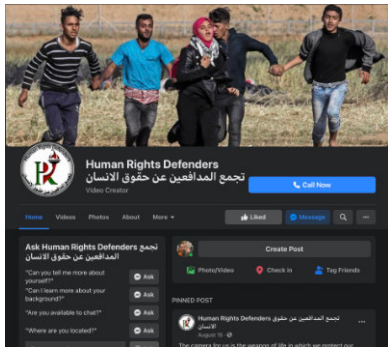 Human Rights Defenders
تجمع المدافعين عن حقوق الانسان
Video Creator
Call Now
Home
Videos
Photos
About
More
Liked
Message
Ask Human Rights Defenders تجمع
المدافعين عن حقوق الانسان
"Can you tell me more about
yourself?"
Ask
"Can I learn more about your
background?"
Ask
"Are you available to chat?"
Ask
"Where are you located?"
Ask
Create Post
Photo/Video
Check in
Tag Friends
PINNED POST
Human Rights Defenders تجمع المدافعين عن حقوق
الانسان
August 15
The camera for us is the weapon of life in which we protect our